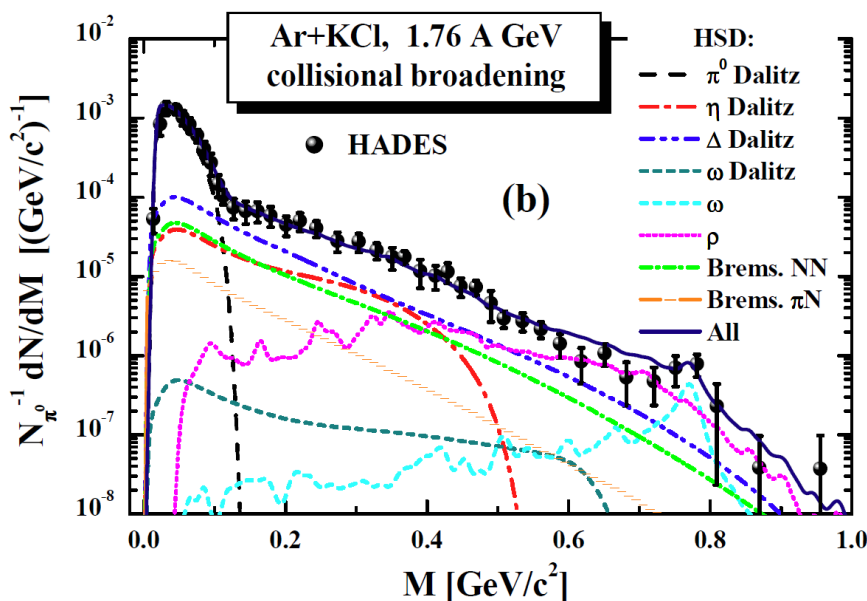 Ar+KCl, 1.76 A GeV
collisional broadening
HADES
(b)
HSD:
π⁰ Dalitz
η Dalitz
Δ Dalitz
ω Dalitz
ω
ρ
Brems. NN
Brems. πN
All
N_π⁰⁻¹ dN/dM [(GeV/c²)⁻¹]
10⁻²
10⁻³
10⁻⁴
10⁻⁵
10⁻⁶
10⁻⁷
10⁻⁸
0.0 0.2 0.4 0.6 0.8 1.0
M [GeV/c²]